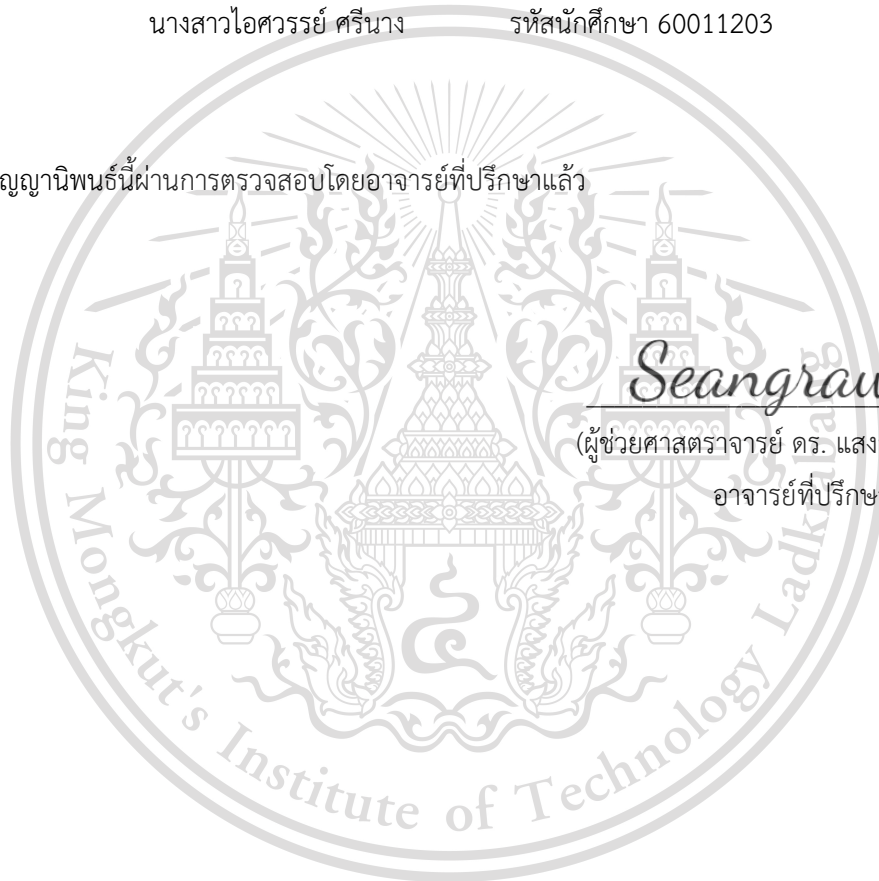 นางสาวไอศวรรย์ ศรีนาง รหัสนักศึกษา 60011203
ญญานิพนธ์นี้ผ่านการตรวจสอบโดยอาจารย์ที่ปรึกษาแล้ว
Seangraw
(ผู้ช่วยศาสตราจารย์ ดร. แสง
อาจารย์ที่ปรึกษ
King Mongkut's Institute of Technology Ladkrabang